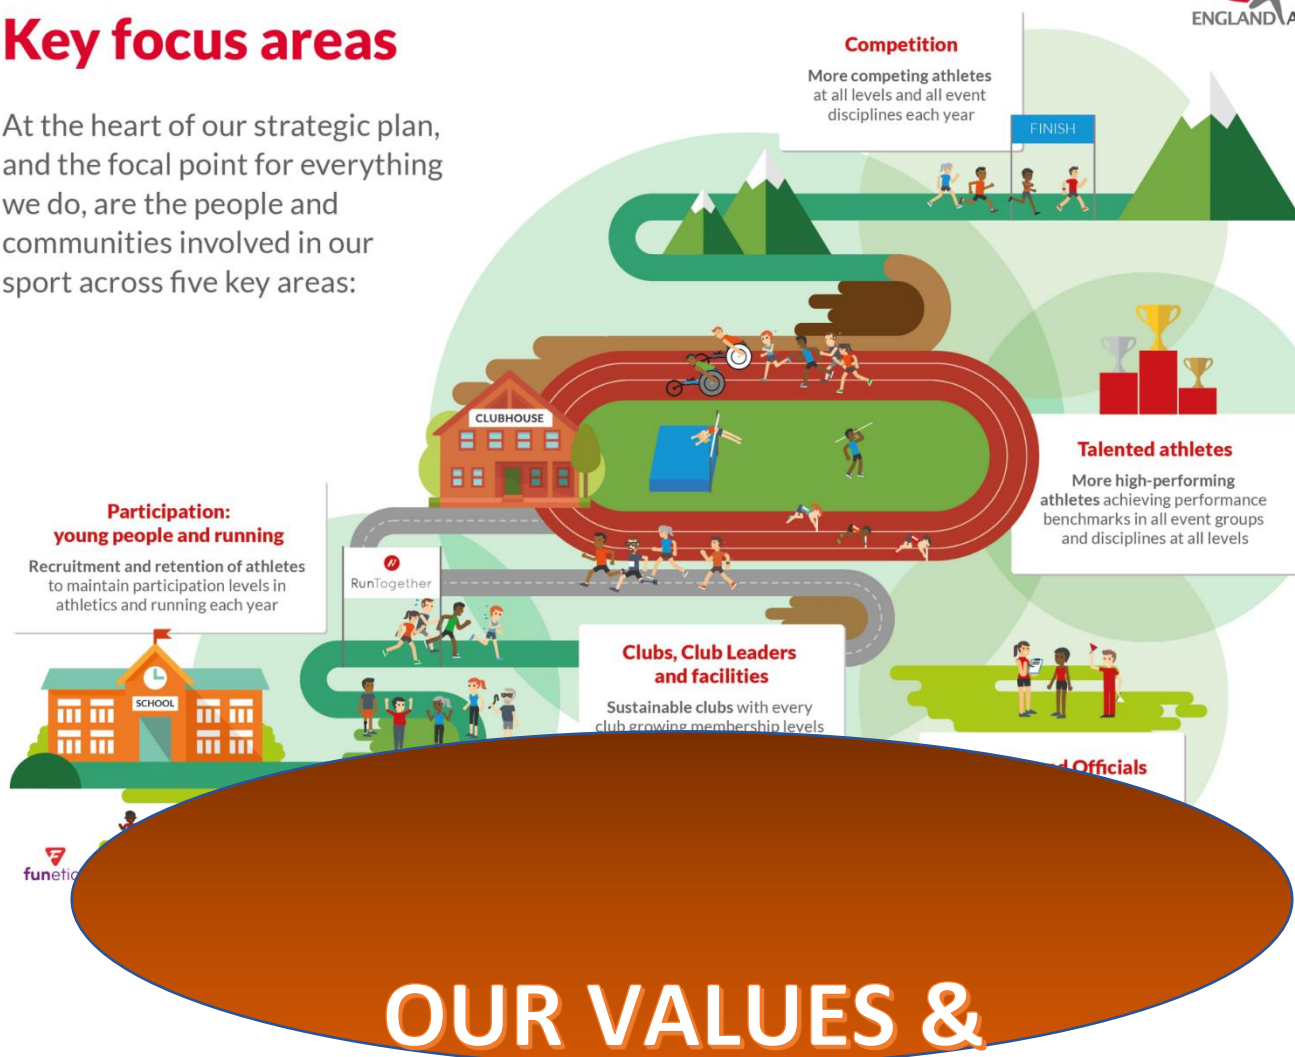 Key focus areas
At the heart of our strategic plan,
and the focal point for everything
we do, are the people and
communities involved in our
sport across five key areas:
ENGLAND
Competition
More competing athletes
at all levels and all event
disciplines each year
FINISH
Talented athletes
More high-performing
athletes achieving performance
benchmarks in all event groups
and disciplines at all levels
CLUBHOUSE
Participation:
young people and running
Recruitment and retention of athletes
to maintain participation levels in
athletics and running each year
RunTogether
SCHOOL
Clubs, Club Leaders
and facilities
Sustainable clubs with every
club growing membership levels
Officials
OUR VALUES &